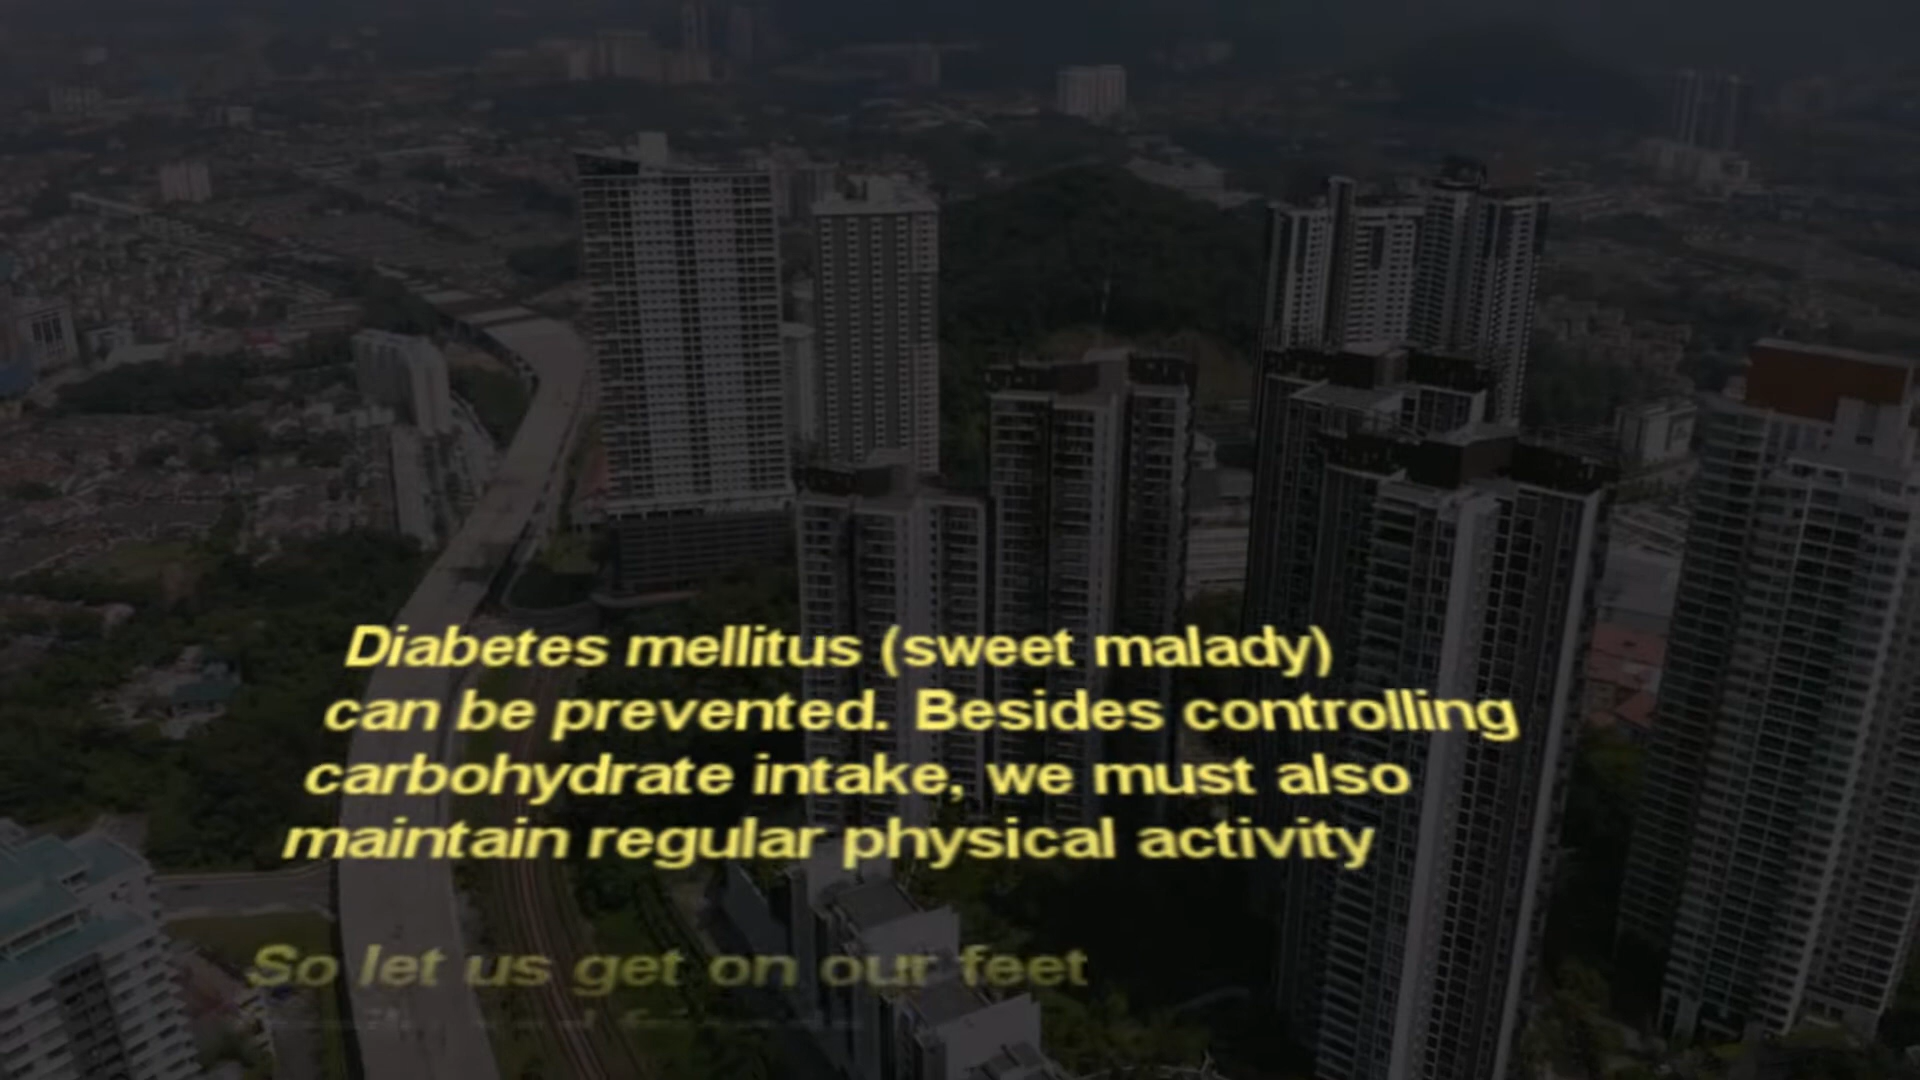 Diabetes mellitus (sweet malady)
can be prevented. Besides controlling
carbohydrate intake, we must also
maintain regular physical activity
So let us get on our feet